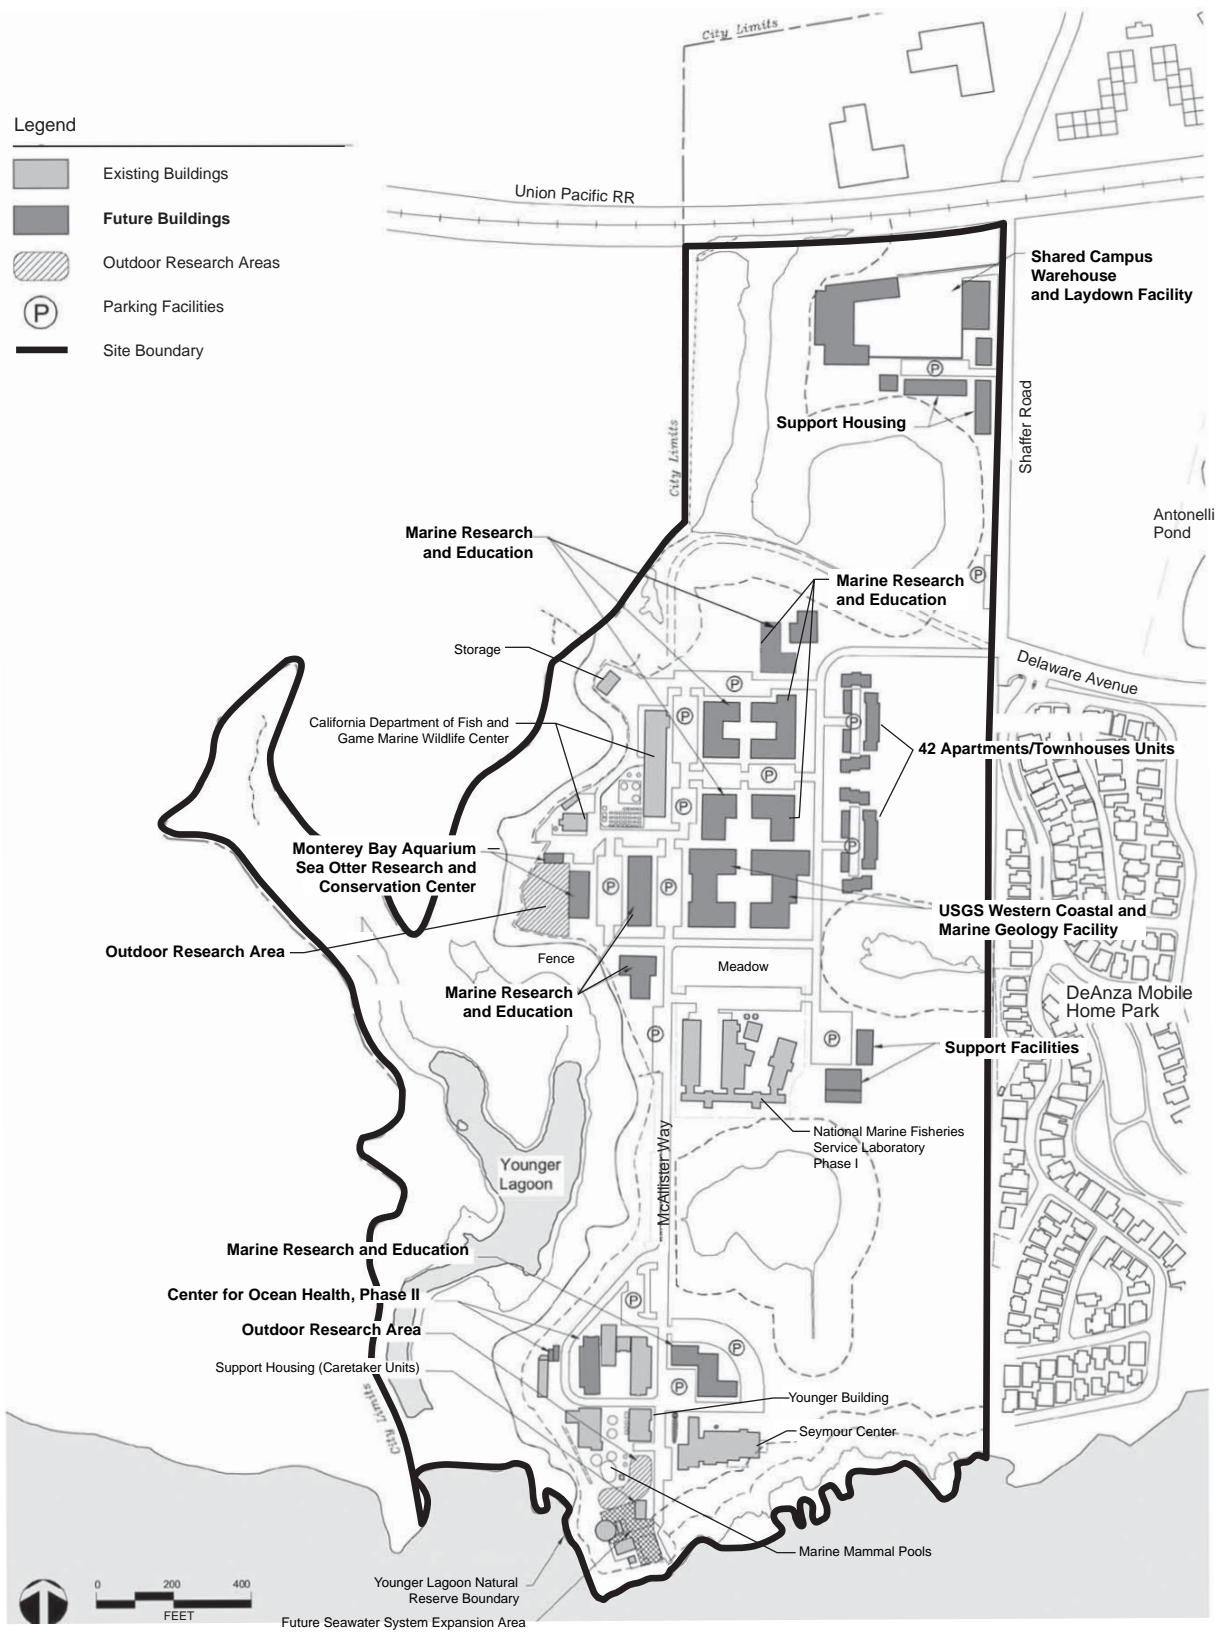 City Limits
Legend
Existing Buildings
Future Buildings
Outdoor Research Areas
P
Parking Facilities
Site Boundary
Union Pacific RR
Shared Campus
Warehouse
and Laydown Facility
P
Support Housing
Shaffer Road
City Limits
Antonelli
Pond
Marine Research
and Education
P
Marine Research
and Education
Storage
Delaware Avenue
P
P
California Department of Fish and
Game Marine Wildlife Center
P
42 Apartments/Townhouses Units
P
P
P
Monterey Bay Aquarium
Sea Otter Research and
Conservation Center
P
P
USGS Western Coastal and
Marine Geology Facility
Outdoor Research Area
Fence
Meadow
Marine Research
and Education
DeAnza Mobile
Home Park
P
P
Support Facilities
National Marine Fisheries
Service Laboratory
Phase I
McAllister Way
Younger
Lagoon
Marine Research and Education
Center for Ocean Health, Phase II
P
Outdoor Research Area
P
Support Housing (Caretaker Units)
P
Younger Building
City Limits
Seymour Center
Marine Mammal Pools
Younger Lagoon Natural
Reserve Boundary
Future Seawater System Expansion Area
0 200 400
FEET